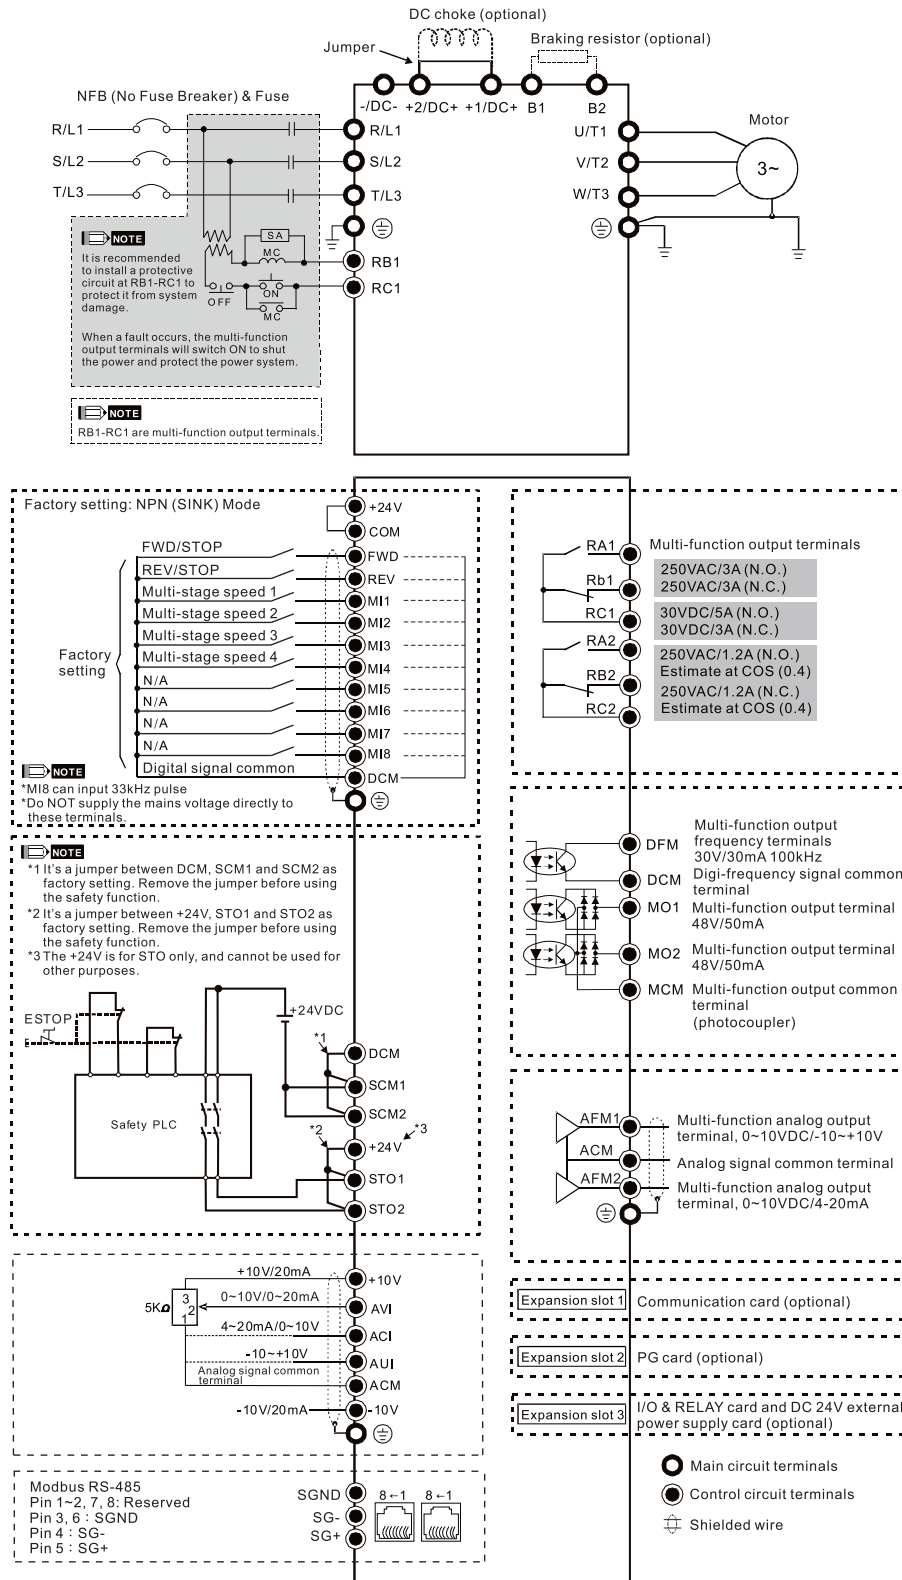 DC choke (optional)
Jumper
Braking resistor (optional)
-/DC- +2/DC+ +1/DC+ B1 B2
NFB (No Fuse Breaker) & Fuse
Motor
R/L1
R/L1
U/T1
S/L2
S/L2
V/T2
3~
T/L3
T/L3
W/T3
NOTE
It is recommended
to install a protective
circuit at RB1-RC1 to
protect it from system
damage.
When a fault occurs, the multi-function
output terminals will switch ON to shut
the power and protect the power system.
SA
MC
RB1
OFF
ON
MC
RC1
NOTE
RB1-RC1 are multi-function output terminals.
Factory setting: NPN (SINK) Mode
+24V
COM
FWD/STOP
FWD
REV/STOP
REV
Multi-stage speed 1
MI1
Multi-stage speed 2
MI2
Multi-stage speed 3
MI3
Multi-stage speed 4
MI4
Factory
setting
N/A
MI5
N/A
MI6
N/A
MI7
N/A
MI8
Digital signal common
DCM
NOTE
*MI8 can input 33kHz pulse
*Do NOT supply the mains voltage directly to
these terminals.
RA1
Rb1
RC1
RA2
RB2
RC2
Multi-function output terminals
250VAC/3A (N.O.)
250VAC/3A (N.C.)
30VDC/5A (N.O.)
30VDC/3A (N.C.)
250VAC/1.2A (N.O.)
Estimate at COS (0.4)
250VAC/1.2A (N.C.)
Estimate at COS (0.4)
NOTE
*1 It's a jumper between DCM, SCM1 and SCM2 as
factory setting. Remove the jumper before using
the safety function.
*2 It's a jumper between +24V, STO1 and STO2 as
factory setting. Remove the jumper before using
the safety function.
*3 The +24V is for STO only, and cannot be used for
other purposes.
ESTOP
+24VDC
Safety PLC
*1
DCM
SCM1
SCM2
*2
+24V
*3
STO1
STO2
DFM
Multi-function output
frequency terminals
30V/30mA 100kHz
DCM
Digi-frequency signal common
terminal
MO1
Multi-function output terminal
48V/50mA
MO2
Multi-function output terminal
48V/50mA
MCM
Multi-function output common
terminal
(photocoupler)
AFM1
Multi-function analog output
terminal, 0~10VDC/-10~+10V
ACM
Analog signal common terminal
AFM2
Multi-function analog output
terminal, 0~10VDC/4-20mA
+10V/20mA
+10V
5KΩ
3
2
1
0~10V/0~20mA
AVI
4~20mA/0~10V
ACI
-10~+10V
AUI
Analog signal common
terminal
ACM
-10V/20mA
-10V
Expansion slot 1
Communication card (optional)
Expansion slot 2
PG card (optional)
Expansion slot 3
I/O & RELAY card and DC 24V external
power supply card (optional)
Modbus RS-485
Pin 1~2, 7, 8: Reserved
Pin 3, 6 : SGND
Pin 4 : SG-
Pin 5 : SG+
SGND
SG-
SG+
8←1
8←1
Main circuit terminals
Control circuit terminals
Shielded wire